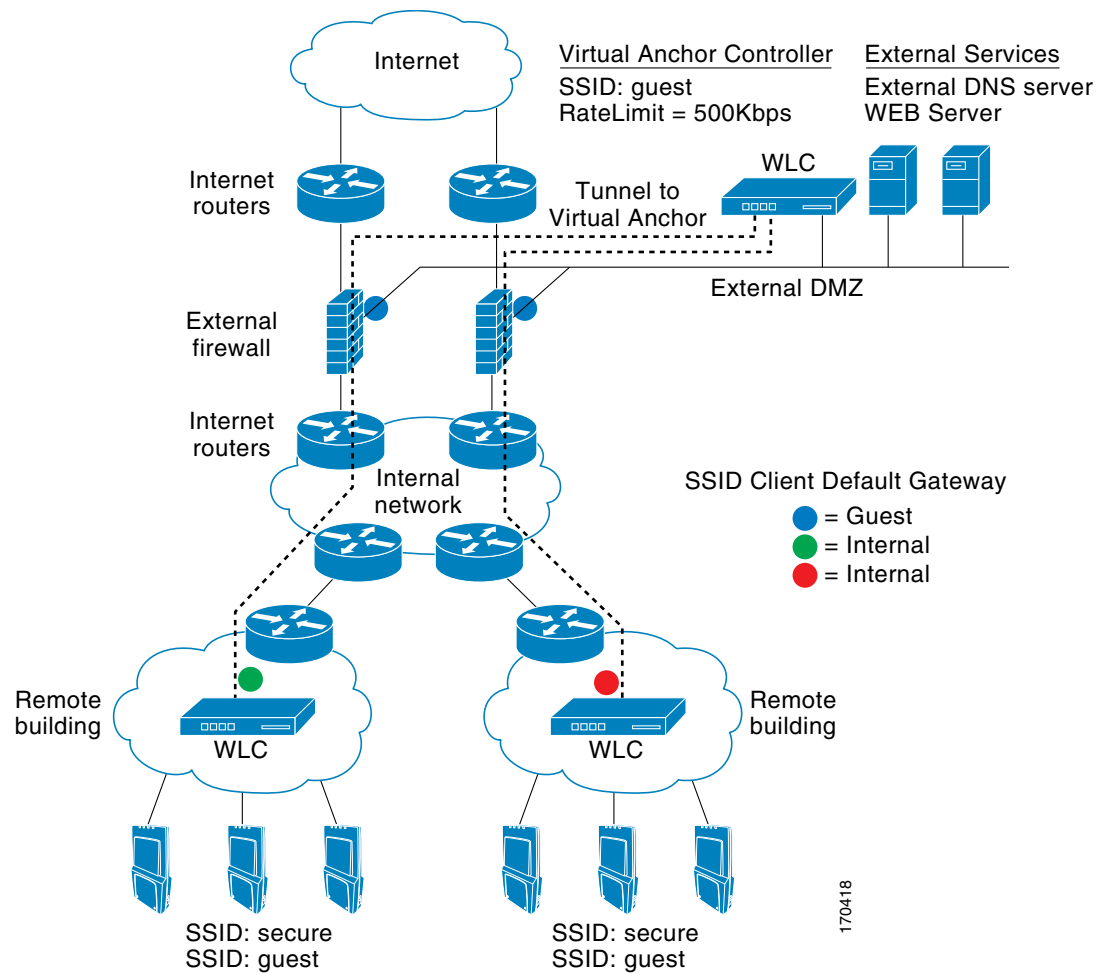 Internet
Virtual Anchor Controller
SSID: guest
RateLimit = 500Kbps
External Services
External DNS server
WEB Server
WLC
Internet
routers
Tunnel to
Virtual Anchor
External DMZ
External
firewall
Internet
routers
Internal
network
SSID Client Default Gateway
= Guest
= Internal
= Internal
Remote
building
WLC
WLC
Remote
building
SSID: secure
SSID: guest
SSID: secure
SSID: guest
170418